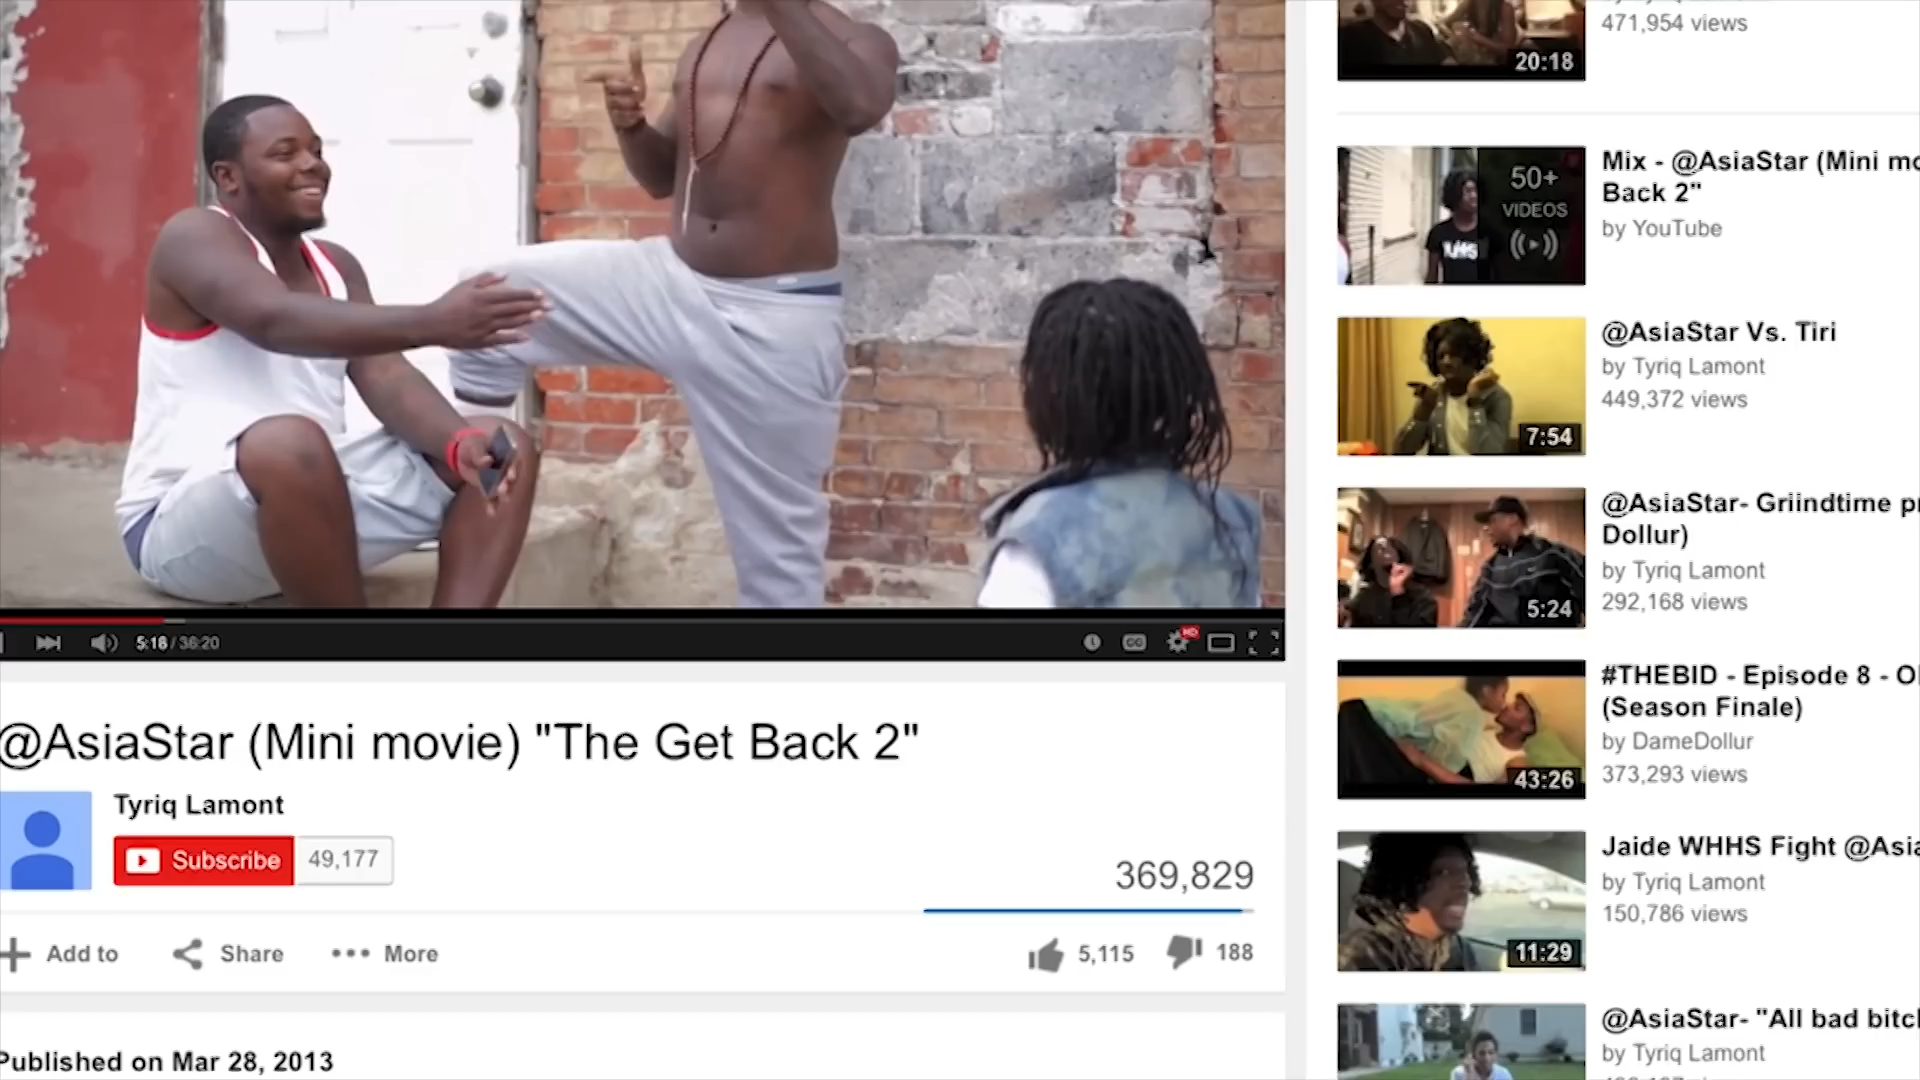 5:16 / 36:20
CC
HD
@AsiaStar (Mini movie) "The Get Back 2"
Tyriq Lamont
Subscribe 49,177
369,829
Add to
Share
More
5,115
188
Published on Mar 28, 2013
471,954 views
20:18
50+
VIDEOS
Mix - @AsiaStar (Mini mo
Back 2"
by YouTube
@AsiaStar Vs. Tiri
by Tyriq Lamont
449,372 views
7:54
@AsiaStar- Griindtime pr
Dollur)
by Tyriq Lamont
292,168 views
5:24
#THEBID - Episode 8 - O
(Season Finale)
by DameDollur
373,293 views
43:26
Jaide WHHS Fight @Asia
by Tyriq Lamont
150,786 views
11:29
@AsiaStar- "All bad bitc
by Tyriq Lamont